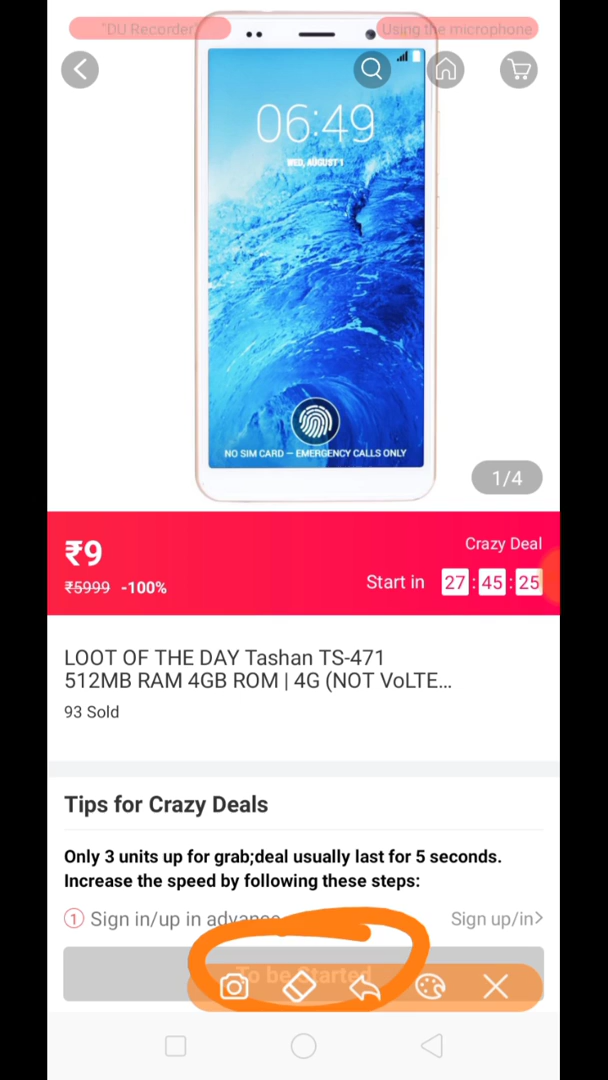 "DU Recorder"
Using the microphone
06:49
WED, AUGUST 1
NO SIM CARD – EMERGENCY CALLS ONLY
1/4
₹9
Crazy Deal
₹5999 -100%
Start in 27:45:25
LOOT OF THE DAY Tashan TS-471
512MB RAM 4GB ROM | 4G (NOT VoLTE...
93 Sold
Tips for Crazy Deals
Only 3 units up for grab;deal usually last for 5 seconds.
Increase the speed by following these steps:
1 Sign in/up in advance
Sign up/in>
To be Started